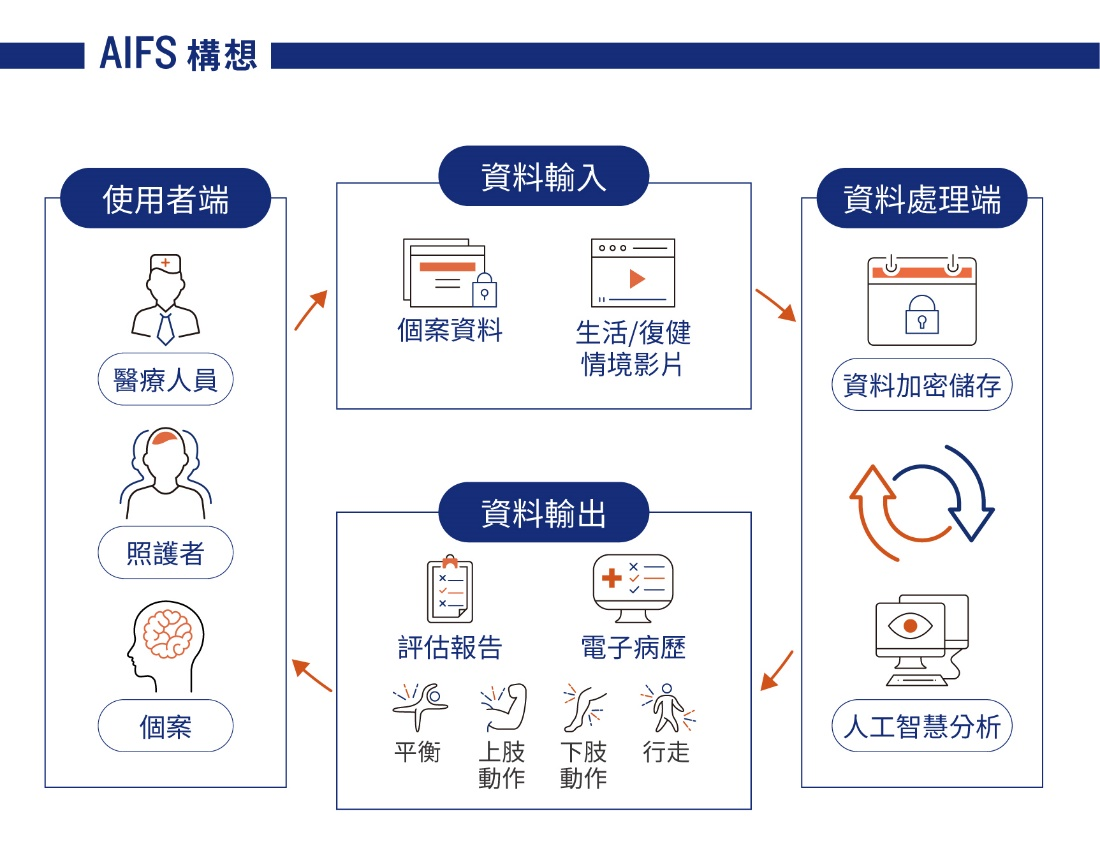 AIFS 構想
使用者端
醫療人員
照護者
個案
資料輸入
個案資料
生活/復健
情境影片
資料處理端
資料加密儲存
人工智慧分析
資料輸出
評估報告
電子病歷
平衡
上肢
動作
下肢
動作
行走